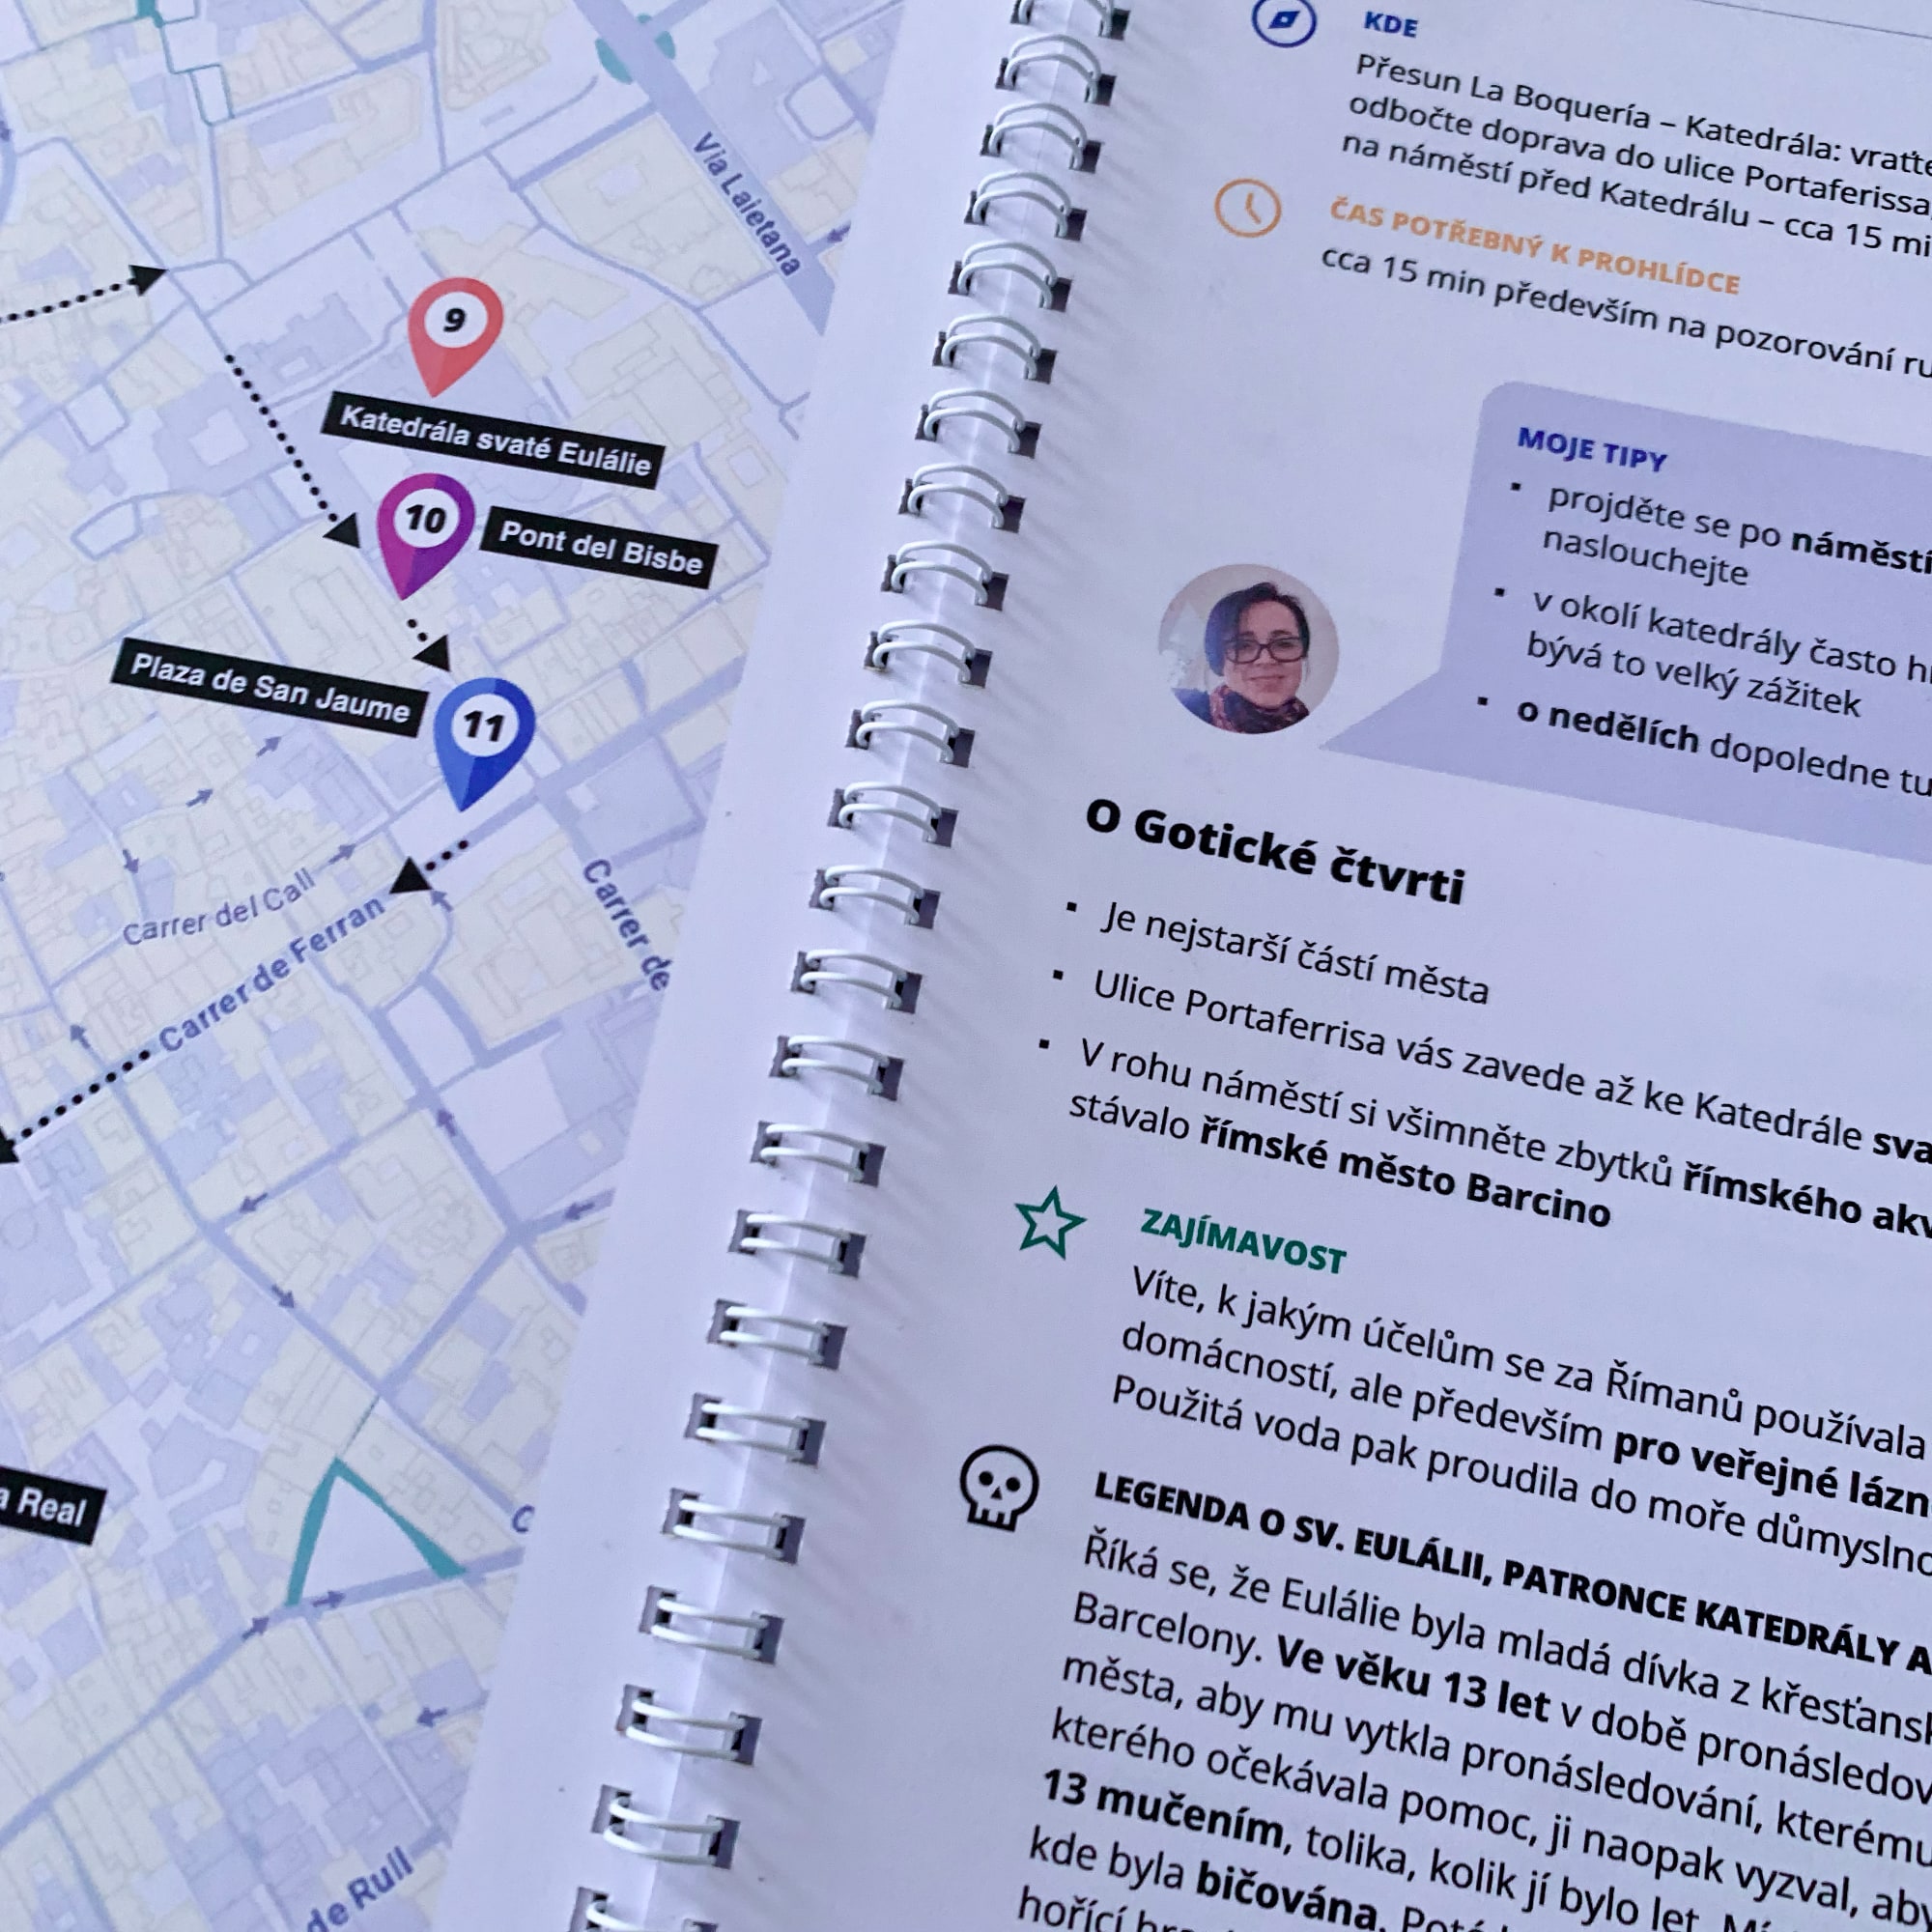 Via Laietana
9
Katedrála svaté Eulálie
10
Pont del Bisbe
Plaza de San Jaume
11
Carrer del Call
Carrer de Ferran
Carrer de
a Real
C
de Rull
KDE
Přesun La Boquería – Katedrála: vraťte
odbočte doprava do ulice Portaferissa,
na náměstí před Katedrálu – cca 15 mi
ČAS POTŘEBNÝ K PROHLÍDCE
cca 15 min především na pozorování ru
MOJE TIPY
▪ projděte se po náměstí
naslouchejte
▪ v okolí katedrály často h
bývá to velký zážitek
▪ o nedělích dopoledne tu
O Gotické čtvrti
▪ Je nejstarší částí města
▪ Ulice Portaferrisa vás zavede až ke Katedrále sva
▪ V rohu náměstí si všimněte zbytků římského akv
stávalo římské město Barcino
ZAJÍMAVOST
Víte, k jakým účelům se za Římanů používala
domácností, ale především pro veřejné lázn
Použitá voda pak proudila do moře důmyslno
LEGENDA O SV. EULÁLII, PATRONCE KATEDRÁLY A
Říká se, že Eulálie byla mladá dívka z křesťansk
Barcelony. Ve věku 13 let v době pronásledov
města, aby mu vytkla pronásledování, kterému
kterého očekávala pomoc, ji naopak vyzval, aby
13 mučením, tolika, kolik jí bylo let.
kde byla bičována. Poté
hořící